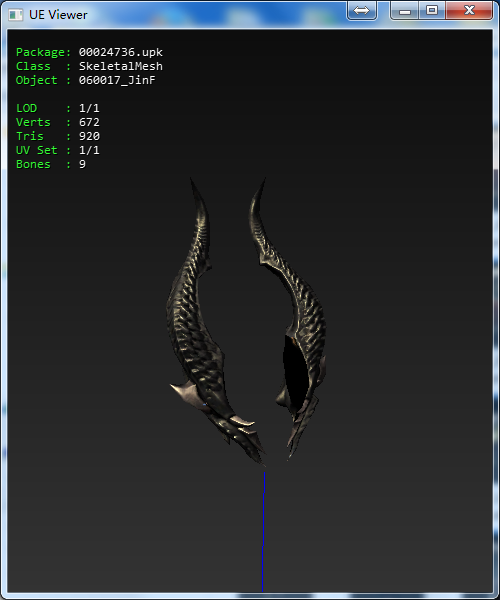 UE Viewer
Package: 00024736.upk
Class : SkeletalMesh
Object : 060017_JinF
LOD : 1/1
Verts : 672
Tris : 920
UV Set : 1/1
Bones : 9